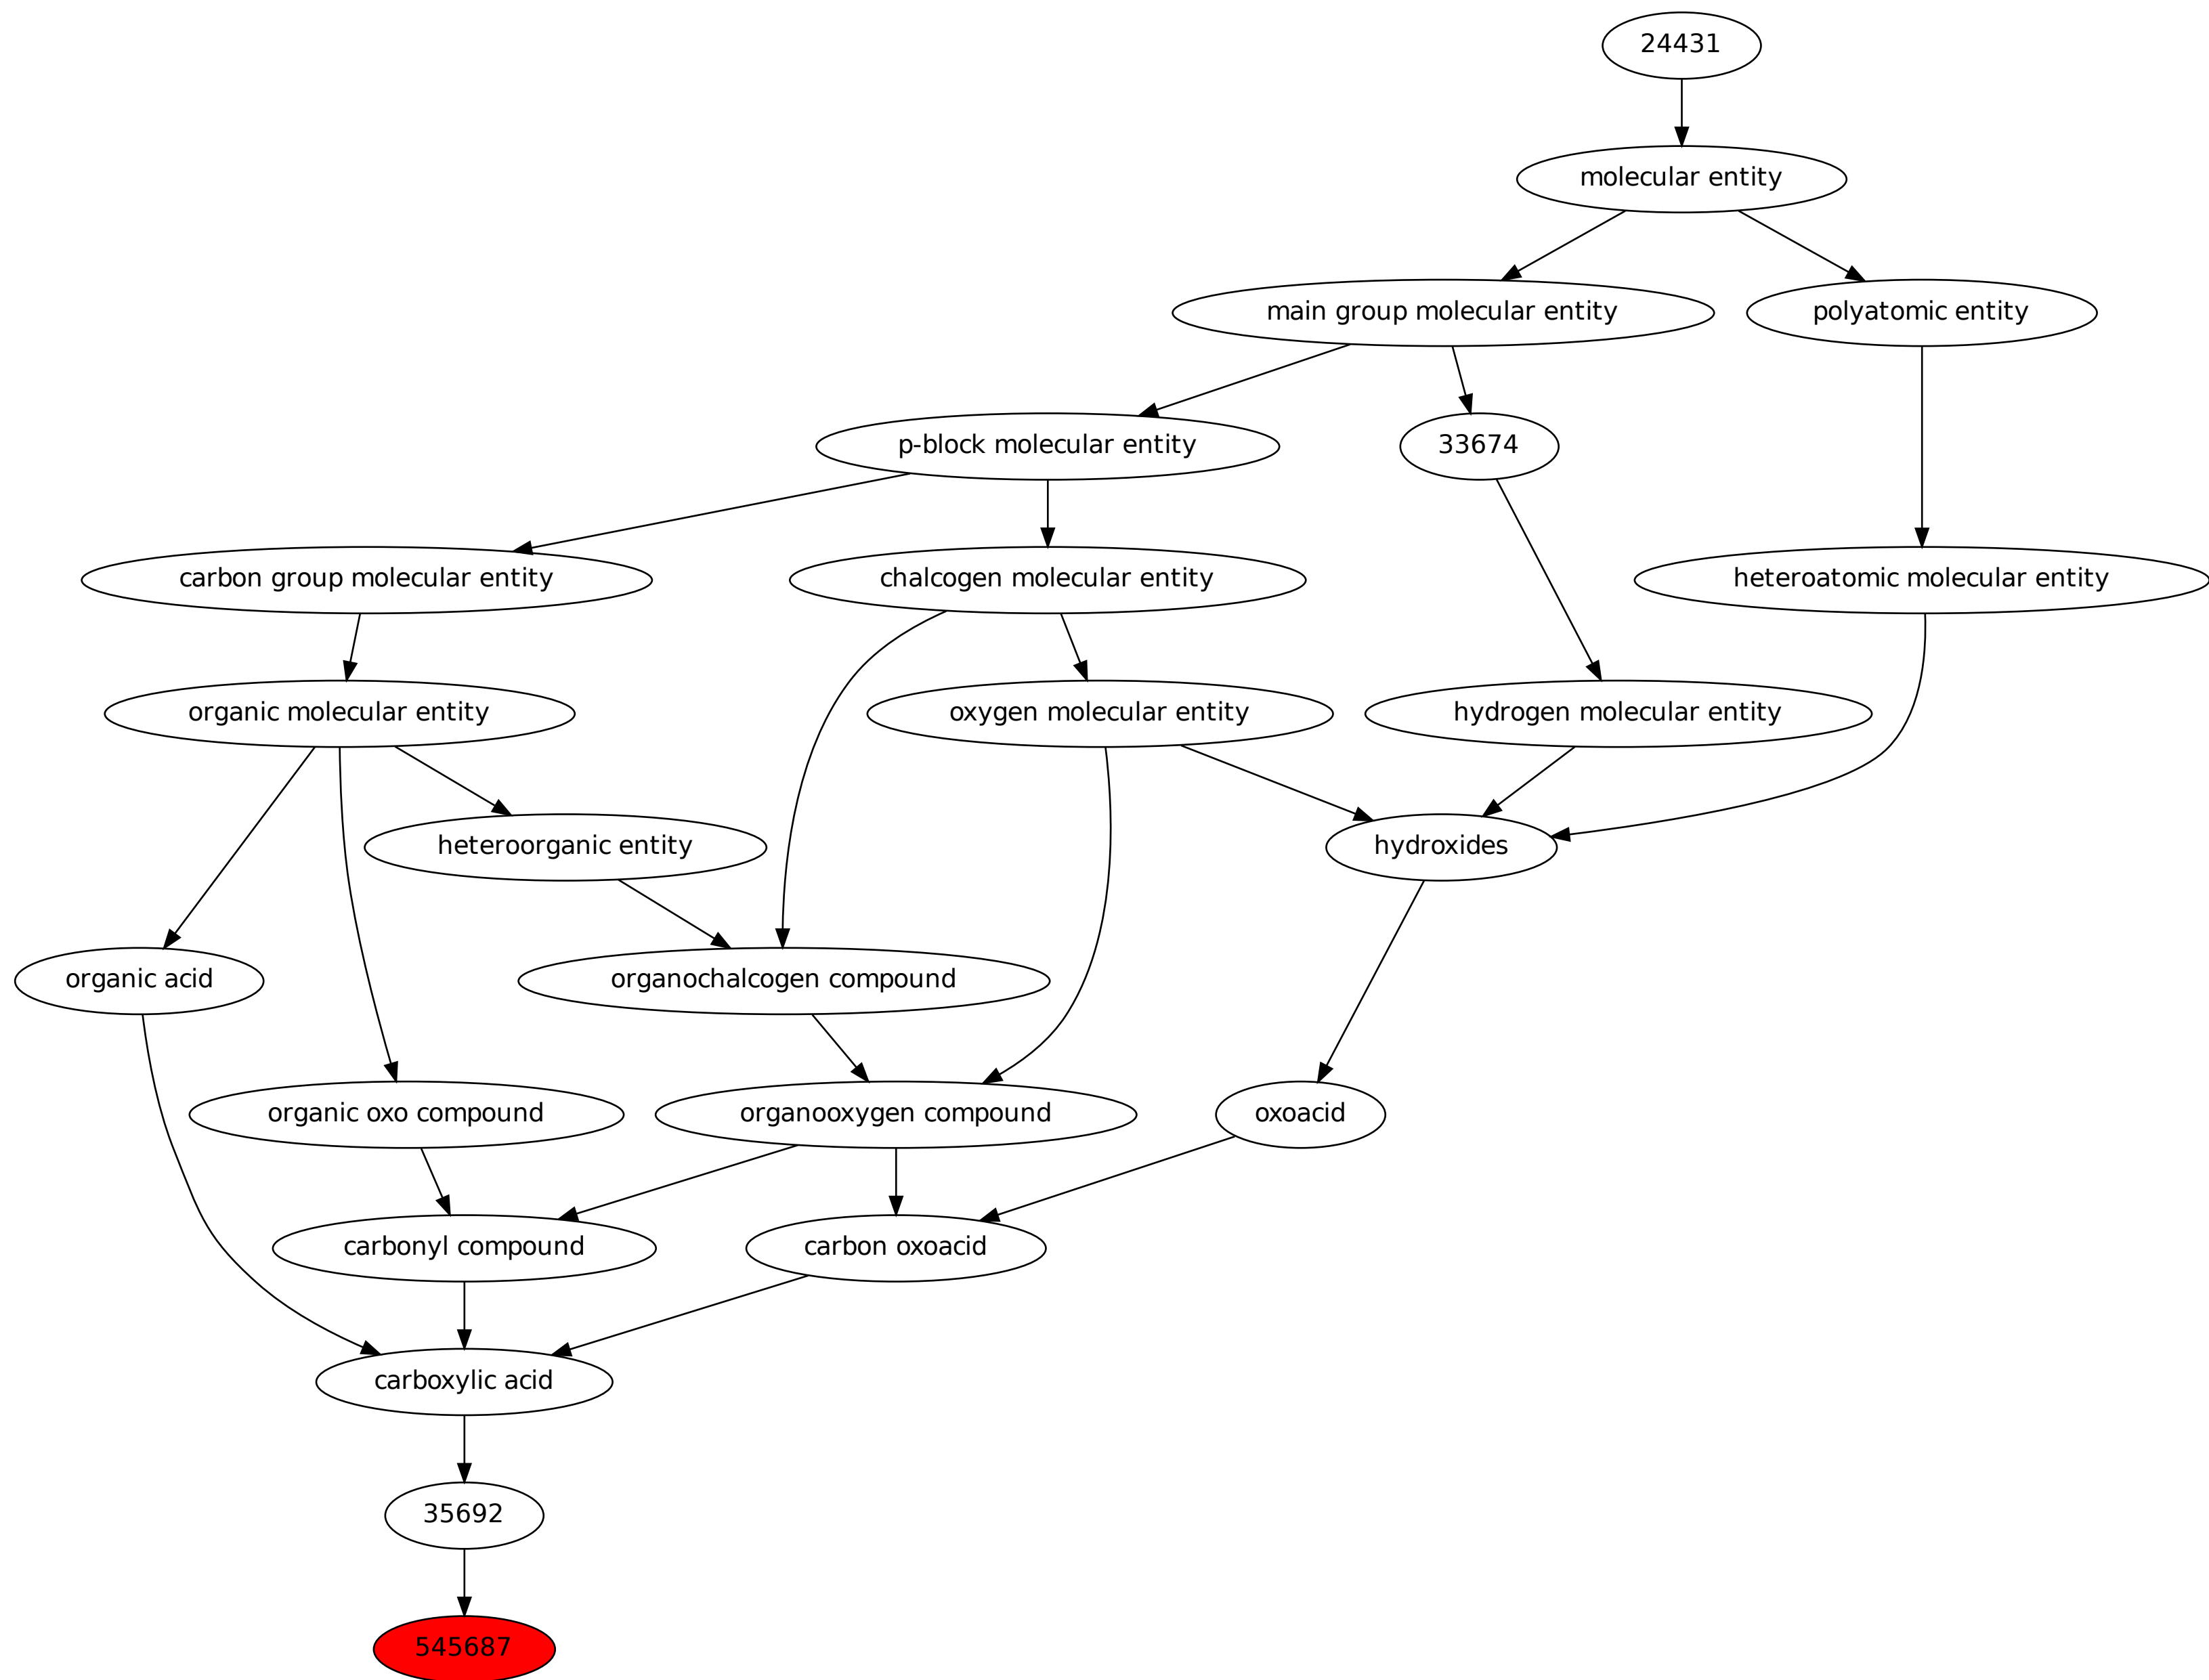 24431
molecular entity
main group molecular entity
polyatomic entity
p-block molecular entity
33674
carbon group molecular entity
chalcogen molecular entity
heteroatomic molecular entity
organic molecular entity
oxygen molecular entity
hydrogen molecular entity
heteroorganic entity
hydroxides
organic acid
organochalcogen compound
organic oxo compound
organooxygen compound
oxoacid
carbonyl compound
carbon oxoacid
carboxylic acid
35692
545687